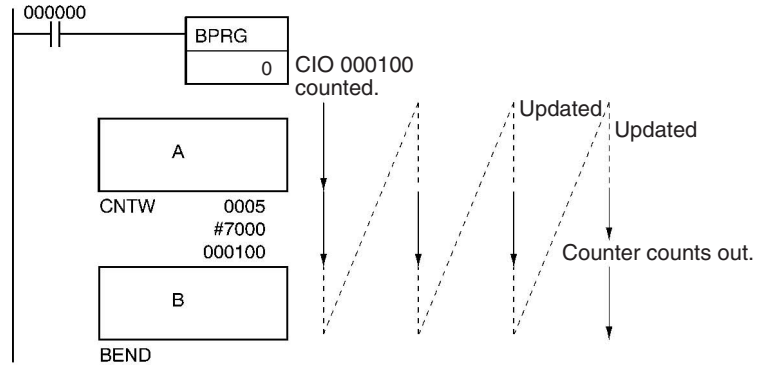 000000
BPRG
0
CIO 000100
counted.
Updated
Updated
A
CNTW 0005
#7000
000100
Counter counts out.
B
BEND